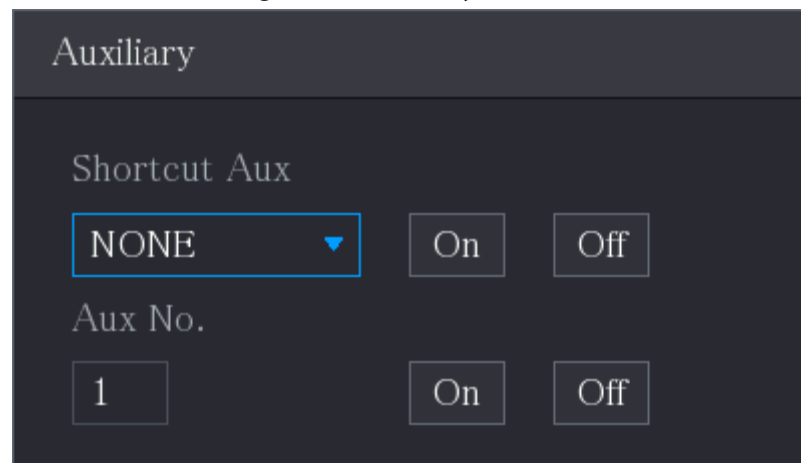 Auxiliary
Shortcut Aux
NONE On Off
Aux No.
1 On Off